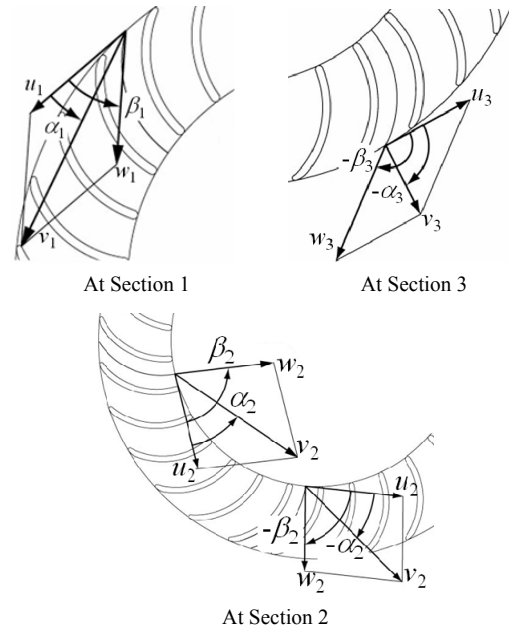 u1
β1
α1
w1
v1
At Section 1
u3
-β3
-α3
v3
w3
At Section 3
β2
w2
α2
v2
u2
u2
-β2
-α2
w2
v2
At Section 2